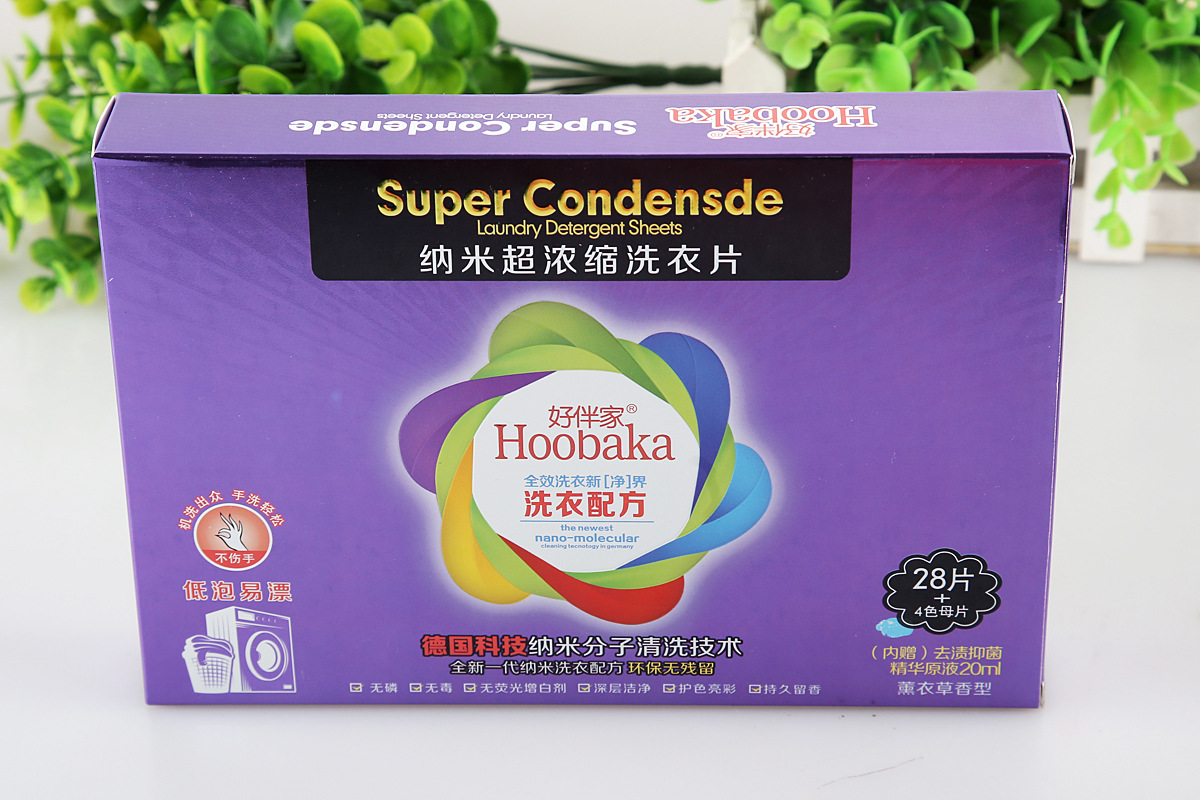 Hoobaka
好伴家®
Super Condensde
Laundry Detergent Sheets
Super Condensde
Laundry Detergent Sheets
纳米超浓缩洗衣片
好伴家®
Hoobaka
全效洗衣新[净]界
洗衣配方
the newest
nano-molecular
cleaning tecnology in germany
机洗出众 手洗轻松
不伤手
低泡易漂
28片
+
4色母片
(内赠)去渍抑菌
精华原液20ml
薰衣草香型
德国科技纳米分子清洗技术
全新一代纳米洗衣配方 环保无残留
无磷 无毒 无荧光增白剂 深层洁净 护色亮彩 持久留香